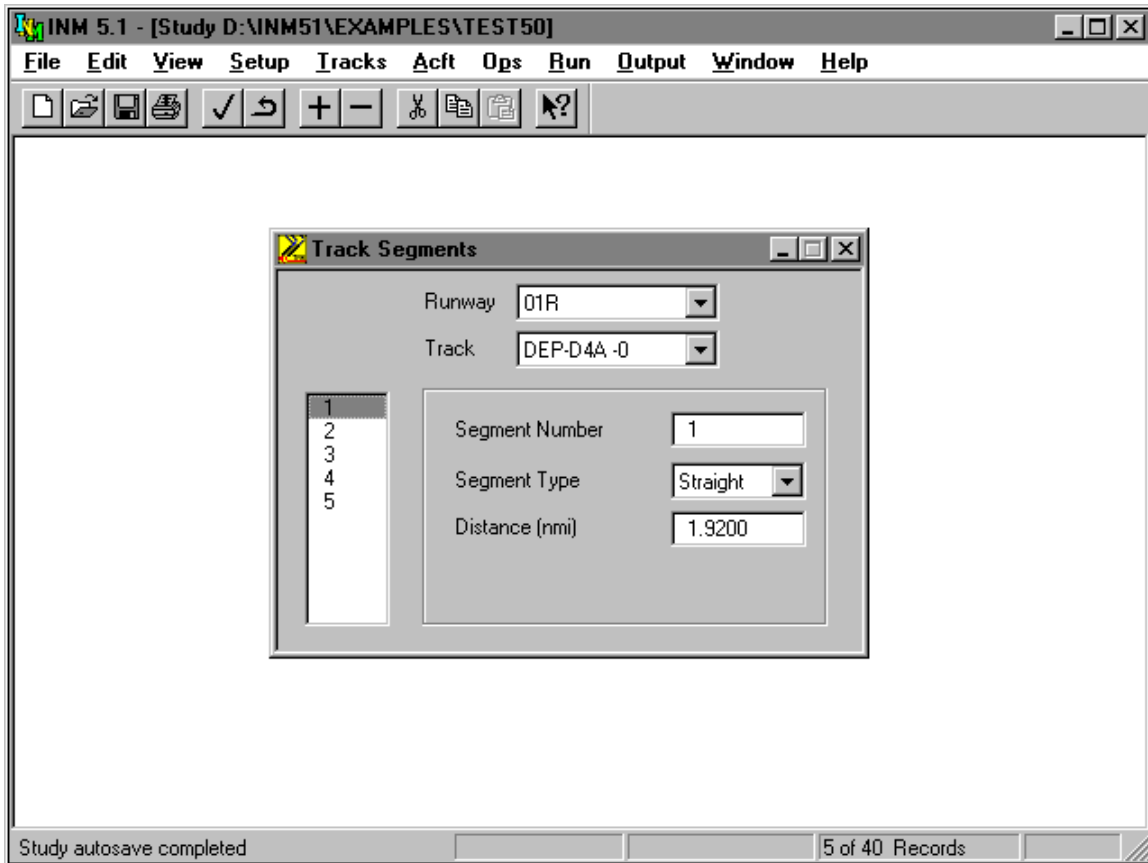 INM 5.1 - [Study D:\INM51\EXAMPLES\TEST50]
File Edit View Setup Tracks Acft Ops Run Output Window Help
Track Segments
Runway 01R
Track DEP-D4A -0
1
2
3
4
5
Segment Number 1
Segment Type Straight
Distance (nmi) 1.9200
Study autosave completed 5 of 40 Records